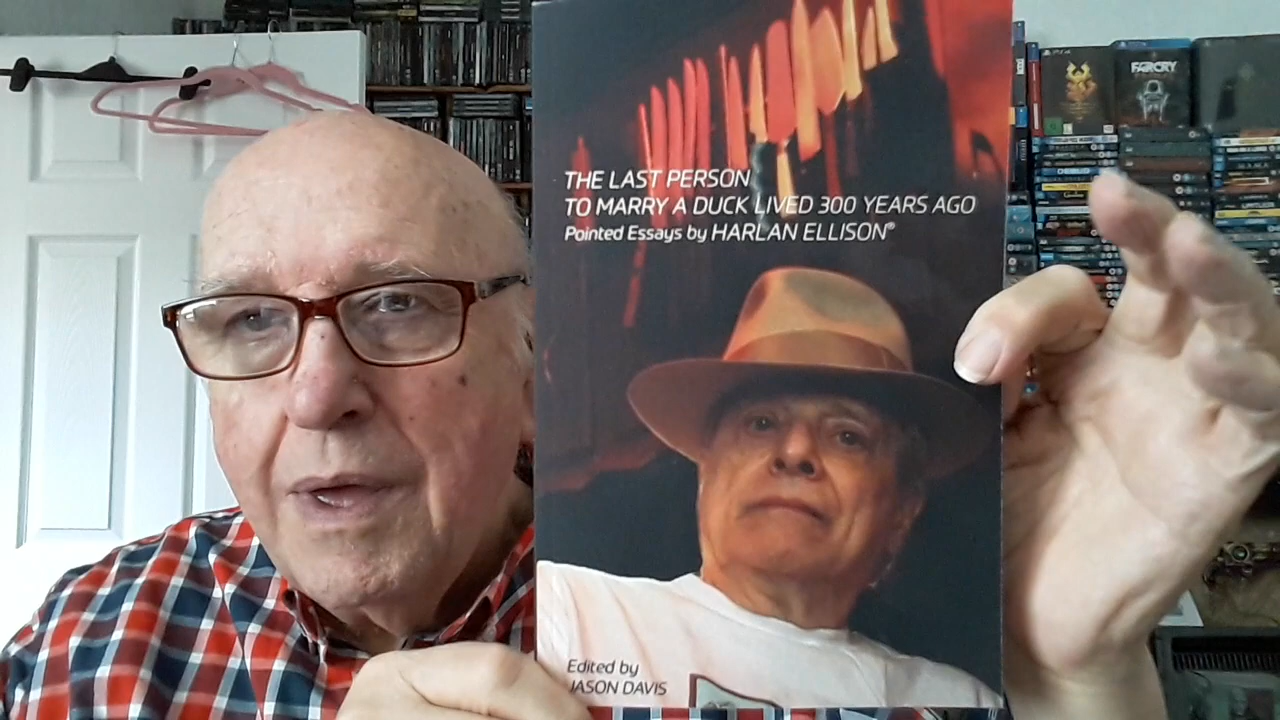 THE LAST PERSON
TO MARRY A DUCK LIVED 300 YEARS AGO
Pointed Essays by HARLAN ELLISON®
Edited by
JASON DAVIS
PS4
FARCRY